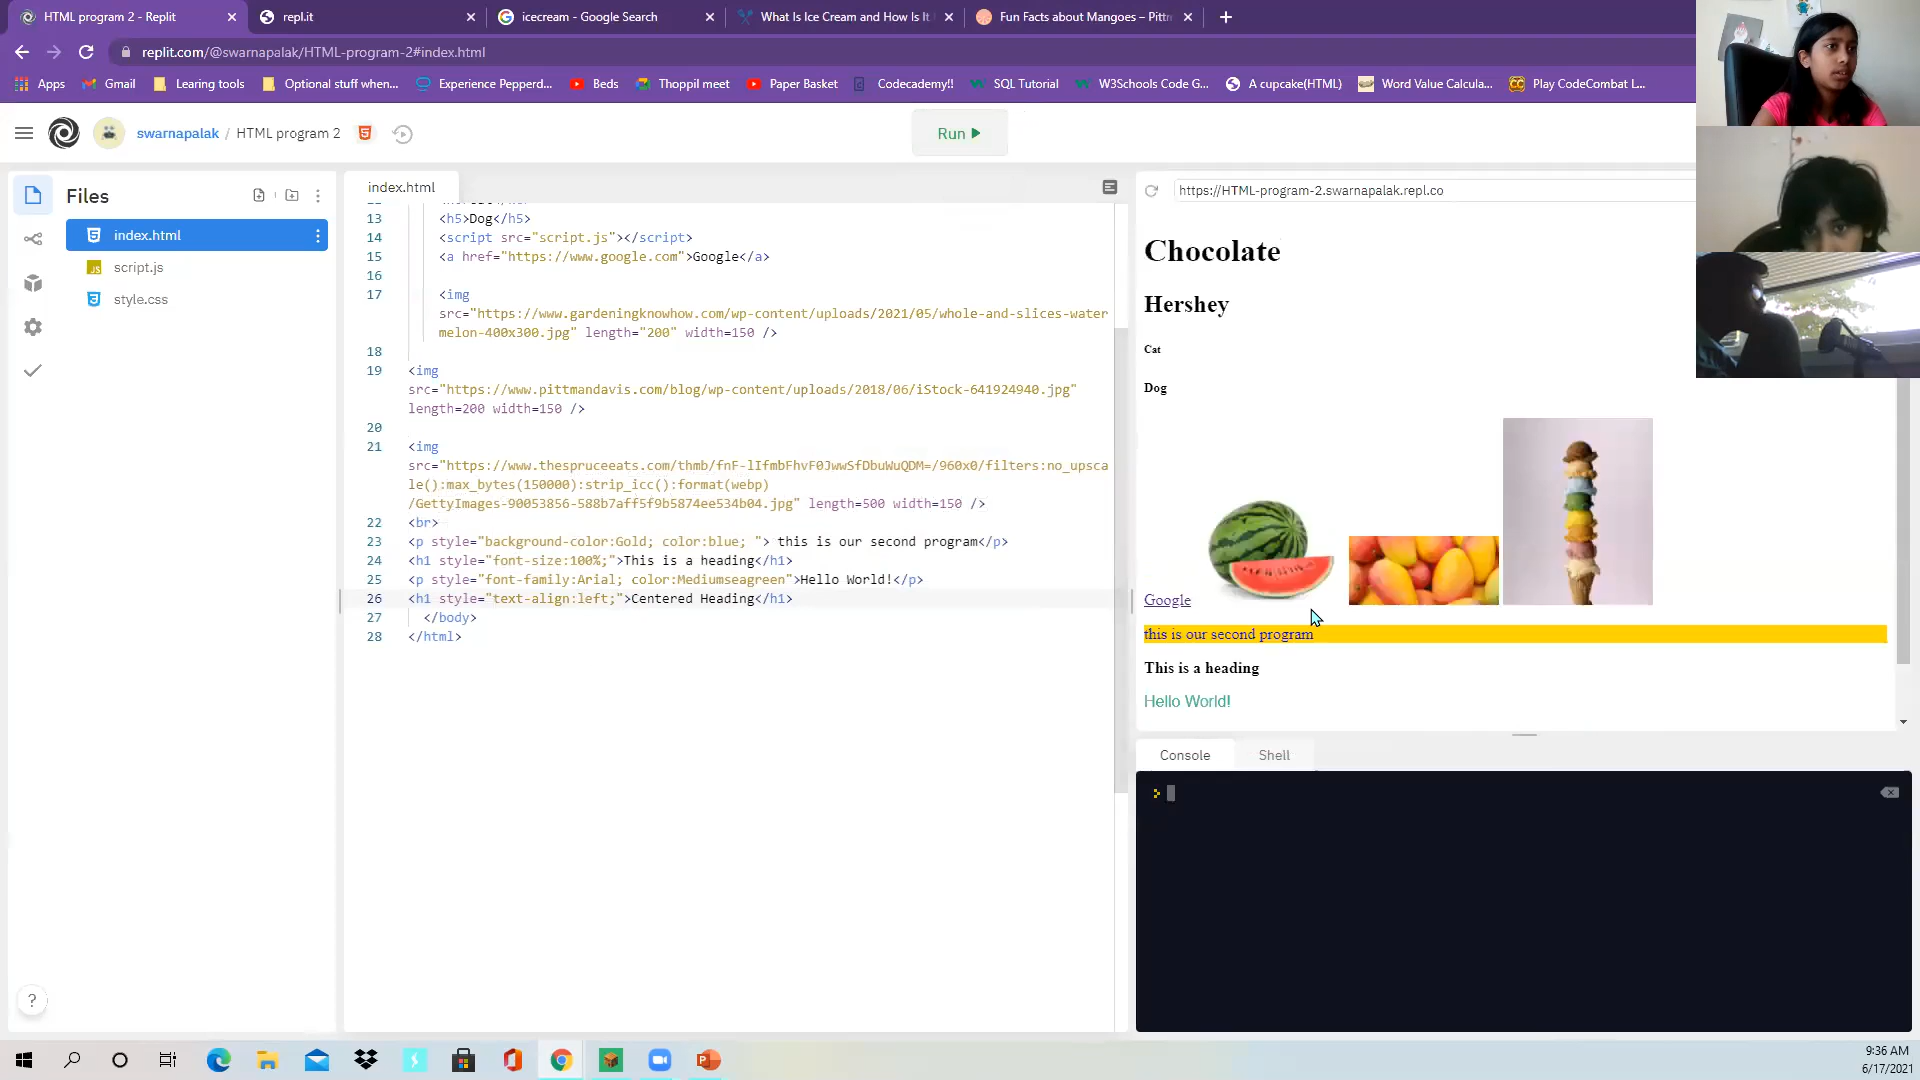 HTML program 2 - Replit
repl.it
icecream - Google Search
What Is Ice Cream and How Is It
Fun Facts about Mangoes – Pittm
replit.com/@swarnapalak/HTML-program-2#index.html
Apps
Gmail
Learing tools
Optional stuff when...
Experience Pepperd...
Beds
Thoppil meet
Paper Basket
Codecademy!!
SQL Tutorial
W3Schools Code G...
A cupcake(HTML)
Word Value Calcula...
Play CodeCombat L...
swarnapalak / HTML program 2
Run
Files
index.html
script.js
style.css
index.html
13 <h5>Dog</h5>
14 <script src="script.js"></script>
15 <a href="https://www.google.com">Google</a>
16
17 <img
src="https://www.gardeningknowhow.com/wp-content/uploads/2021/05/whole-and-slices-water
melon-400x300.jpg" length="200" width=150 />
18
19 <img
src="https://www.pittmandavis.com/blog/wp-content/uploads/2018/06/iStock-641924940.jpg"
length=200 width=150 />
20
21 <img
src="https://www.thespruceeats.com/thmb/fnF-lIfmbFhvF0JwwSfDbuWuQDM=/960x0/filters:no_upsca
le():max_bytes(150000):strip_icc():format(webp)
/GettyImages-90053856-588b7aff5f9b5874ee534b04.jpg" length=500 width=150 />
22 <br>
23 <p style="background-color:Gold; color:blue; "> this is our second program</p>
24 <h1 style="font-size:100%;">This is a heading</h1>
25 <p style="font-family:Arial; color:Mediumseagreen">Hello World!</p>
26 <h1 style="text-align:left;">Centered Heading</h1>
27 </body>
28 </html>
https://HTML-program-2.swarnapalak.repl.co
Chocolate
Hershey
Cat
Dog
Google
this is our second program
This is a heading
Hello World!
Console
Shell
?
9:36 AM
6/17/2021